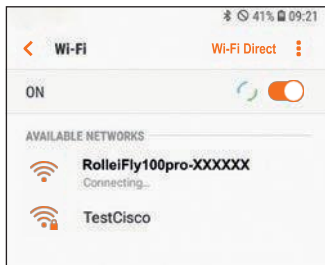 41% 09:21
Wi-Fi Wi-Fi Direct
ON
AVAILABLE NETWORKS
RolleiFly100pro-XXXXXX
Connecting...
TestCisco